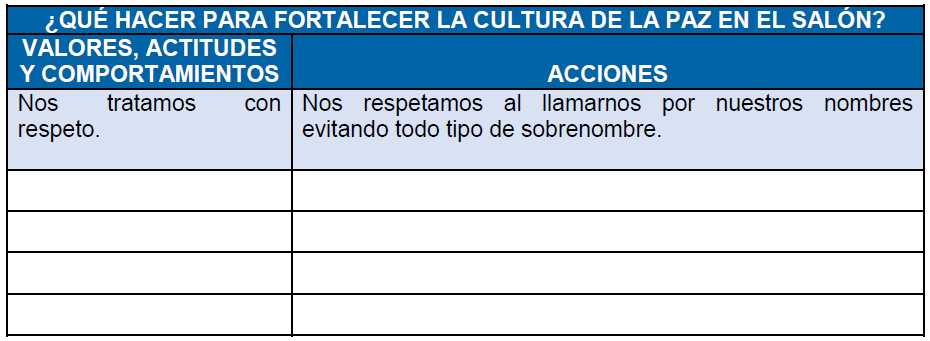 ¿QUÉ HACER PARA FORTALECER LA CULTURA DE LA PAZ EN EL SALÓN?
VALORES, ACTITUDES
Y COMPORTAMIENTOS
ACCIONES
Nos tratamos con
respeto.
Nos respetamos al llamarnos por nuestros nombres
evitando todo tipo de sobrenombre.